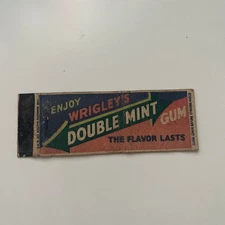 ENJOY
WRIGLEY'S
DOUBLE MINT
GUM
THE FLAVOR LASTS